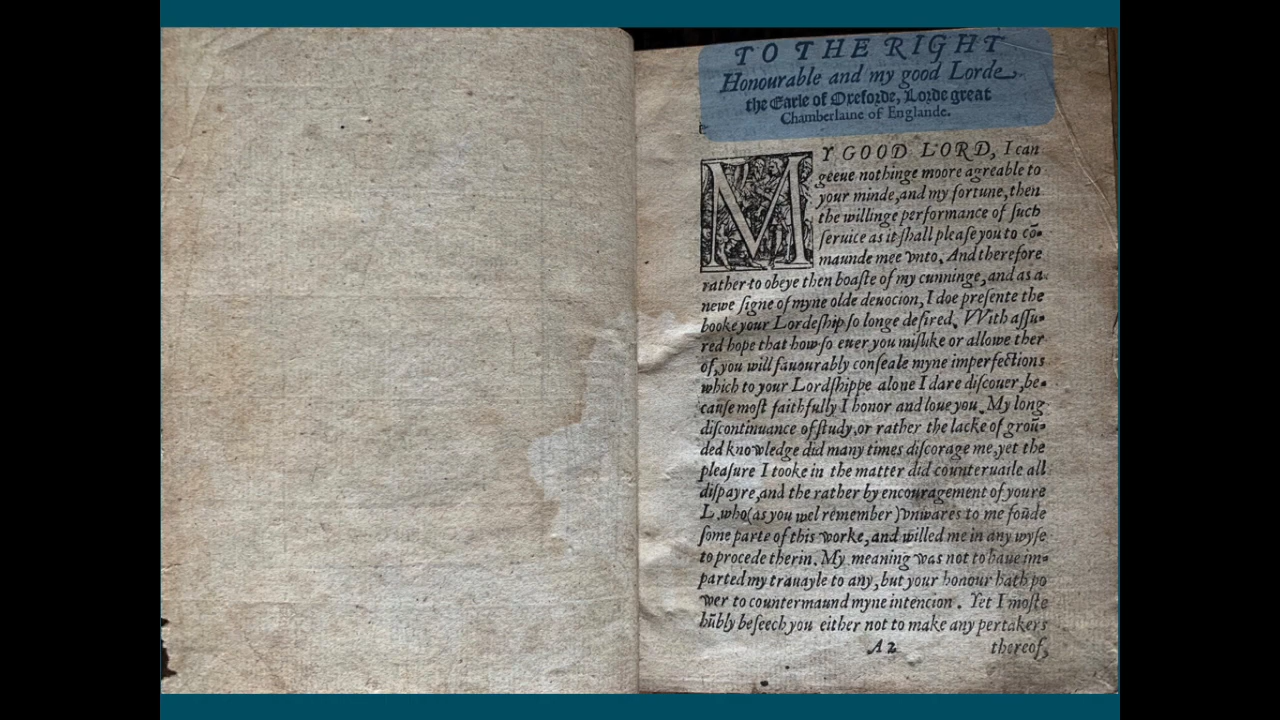 TO THE RIGHT
Honourable and my good Lorde
the Earle of Oxeforde, Lorde great
Chamberlaine of Englande.
MY GOOD LORD, I can
geeue nothinge moore agreable to
your minde, and my fortune, then
the willinge performance of such
ſeruice as it ſhall pleaſe you to cō-
maunde mee vnto. And therefore
rather to obeye then boaſte of my cunninge, and as a
newe ſigne of myne olde deuocion, I doe preſente the
booke your Lordeſhip ſo longe deſired. With aſſu-
red hope that how ſo euer you miſlike or allowe ther
of, you will fauourably conſeale myne imperfections
which to your Lordſhippe alone I dare diſcouer, be-
cauſe moſt faithfully I honor and loue you. My long
diſcontinuance of ſtudy, or rather the lacke of groū-
ded knowledge did many times diſcorage me, yet the
pleaſure I tooke in the matter did counteruaile all
diſpayre, and the rather by encouragement of youre
L. who (as you wel remember) vnwares to me foūde
ſome parte of this worke, and willed me in any wyſe
to procede therin. My meaning was not to haue im-
parted my trauayle to any, but your honour hath po
wer to countermaund myne intencion. Yet I moſte
hūbly beſeech you either not to make any pertakers
A2 thereof,